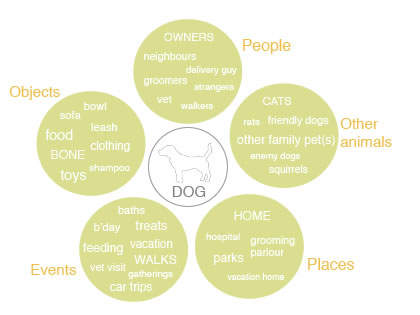 People
OWNERS
neighbours
delivery guy
groomers
strangers
vet
walkers
Objects
bowl
sofa
leash
food
clothing
BONE
shampoo
toys
Other
animals
CATS
rats friendly dogs
other family pet(s)
enemy dogs
squirrels
DOG
Events
baths
b'day treats
vacation
feeding
WALKS
vet visit
gatherings
car trips
Places
HOME
hospital
grooming
parlour
parks
vacation home